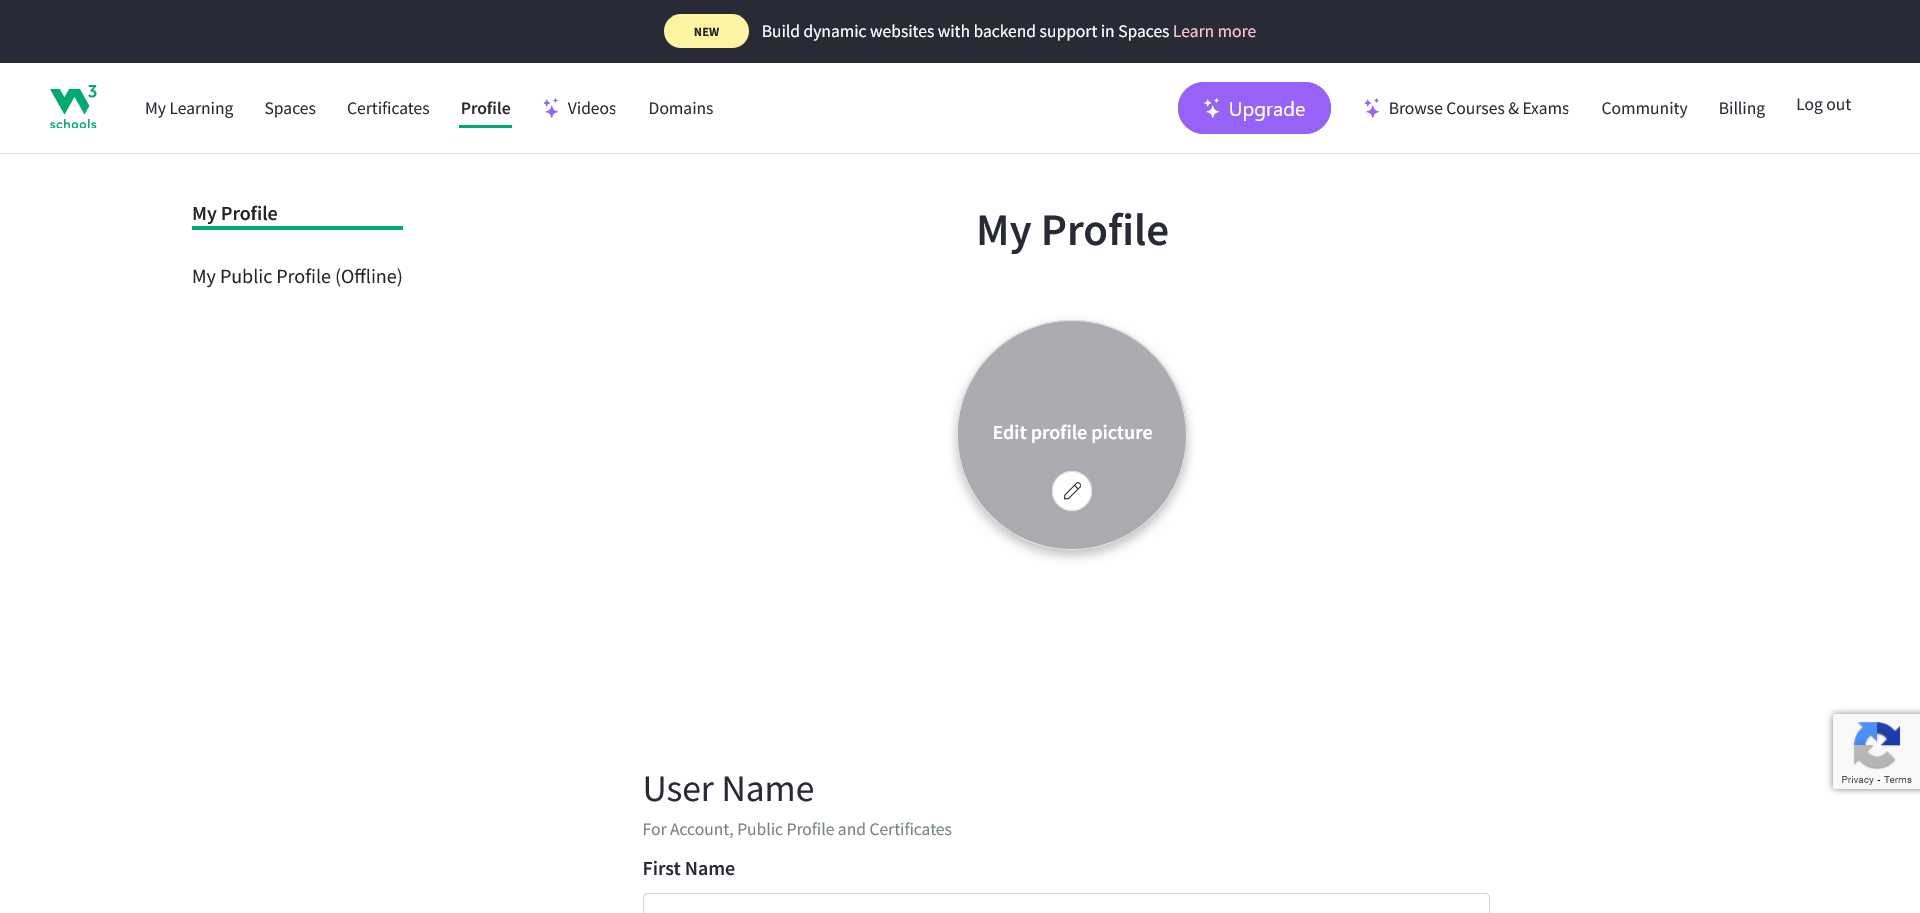 NEW Build dynamic websites with backend support in Spaces Learn more
3
schools
My Learning Spaces Certificates Profile Videos Domains Upgrade Browse Courses & Exams Community Billing Log out
My Profile
My Public Profile (Offline)
My Profile
Edit profile picture
User Name
For Account, Public Profile and Certificates
First Name
Privacy - Terms